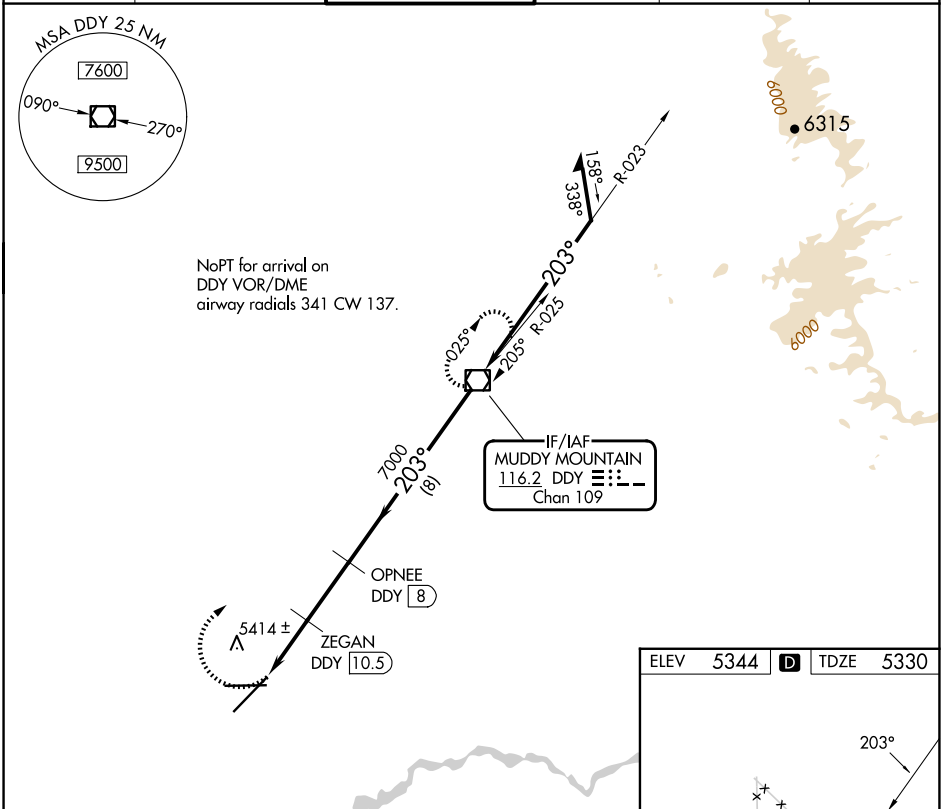 MSA DDY 25 NM
7600
090°
270°
9500
NoPT for arrival on
DDY VOR/DME
airway radials 341 CW 137.
6000
6315
158°
338°
R-023
203°
R-025
025°
205°
6000
IF/IAF
MUDDY MOUNTAIN
116.2 DDY
Chan 109
7000
203°
(8)
OPNEE
DDY 8
5414 ±
ZEGAN
DDY 10.5
ELEV 5344 D TDZE 5330
203°